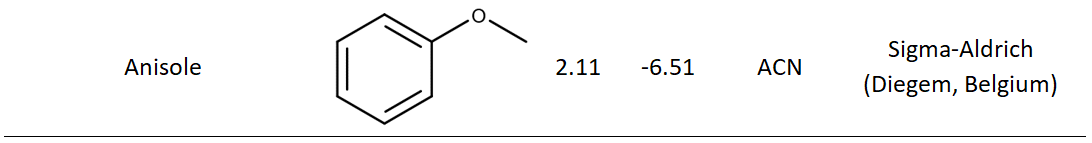 O
Anisole 2.11 -6.51 ACN Sigma-Aldrich
(Diegem, Belgium)